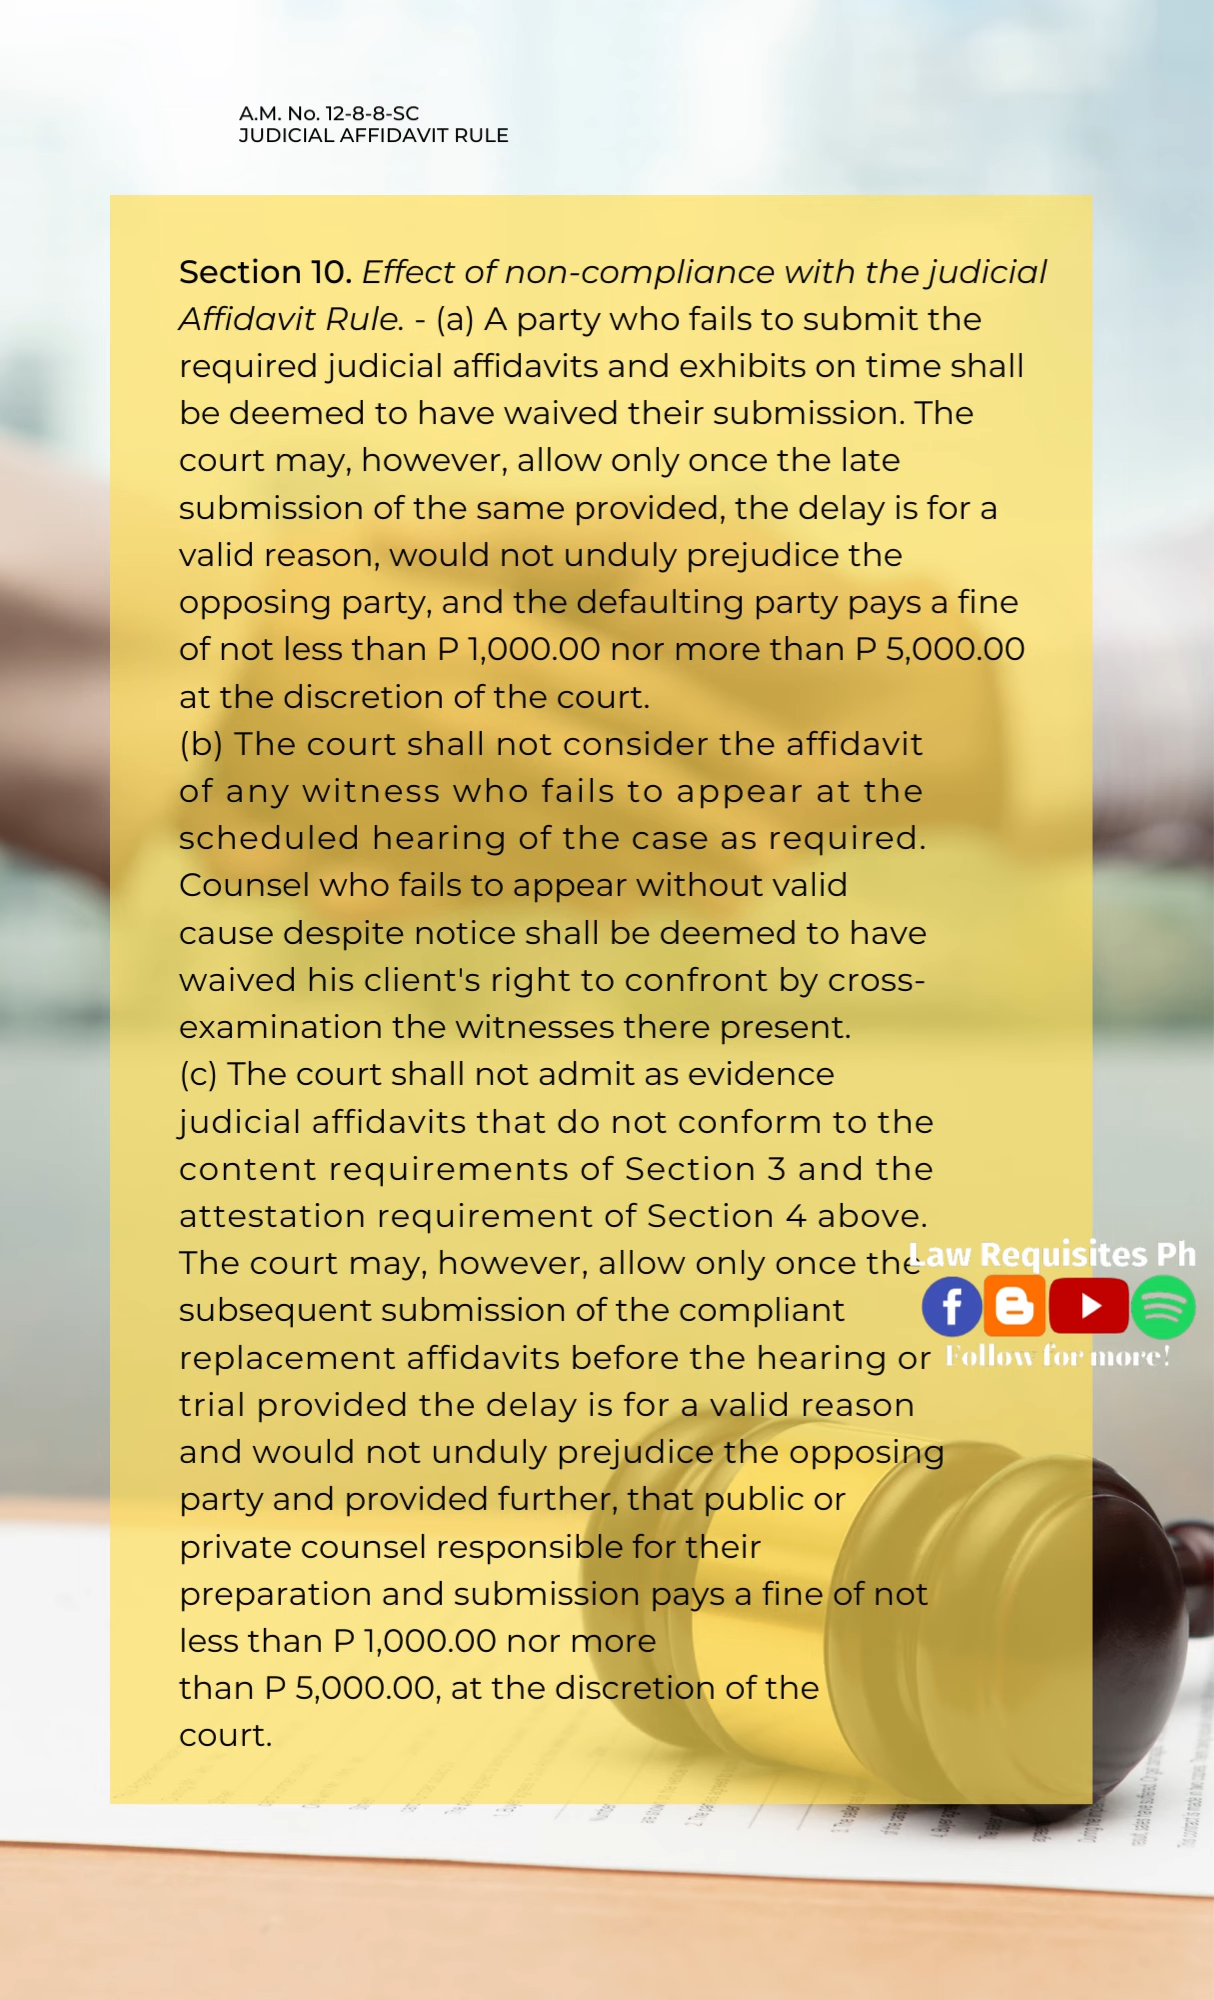 A.M. No. 12-8-8-SC
JUDICIAL AFFIDAVIT RULE
Section 10. Effect of non-compliance with the judicial
Affidavit Rule. - (a) A party who fails to submit the
required judicial affidavits and exhibits on time shall
be deemed to have waived their submission. The
court may, however, allow only once the late
submission of the same provided, the delay is for a
valid reason, would not unduly prejudice the
opposing party, and the defaulting party pays a fine
of not less than P 1,000.00 nor more than P 5,000.00
at the discretion of the court.
(b) The court shall not consider the affidavit
of any witness who fails to appear at the
scheduled hearing of the case as required.
Counsel who fails to appear without valid
cause despite notice shall be deemed to have
waived his client's right to confront by cross-
examination the witnesses there present.
(c) The court shall not admit as evidence
judicial affidavits that do not conform to the
content requirements of Section 3 and the
attestation requirement of Section 4 above.
The court may, however, allow only once the
subsequent submission of the compliant
replacement affidavits before the hearing or
trial provided the delay is for a valid reason
and would not unduly prejudice the opposing
party and provided further, that public or
private counsel responsible for their
preparation and submission pays a fine of not
less than P 1,000.00 nor more
than P 5,000.00, at the discretion of the
court.
Law Requisites Ph
Follow for more!